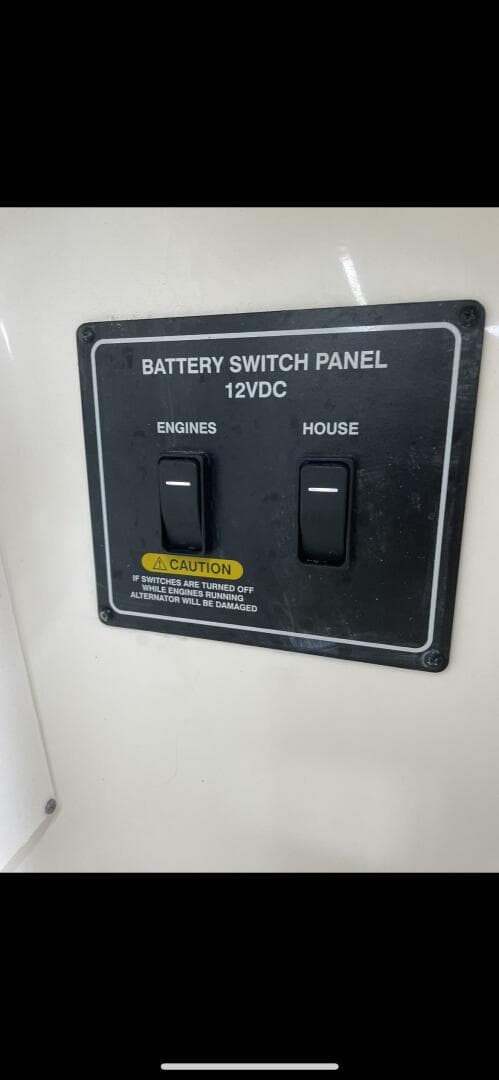 BATTERY SWITCH PANEL
12VDC
ENGINES HOUSE
⚠ CAUTION
IF SWITCHES ARE TURNED OFF
WHILE ENGINES RUNNING
ALTERNATOR WILL BE DAMAGED